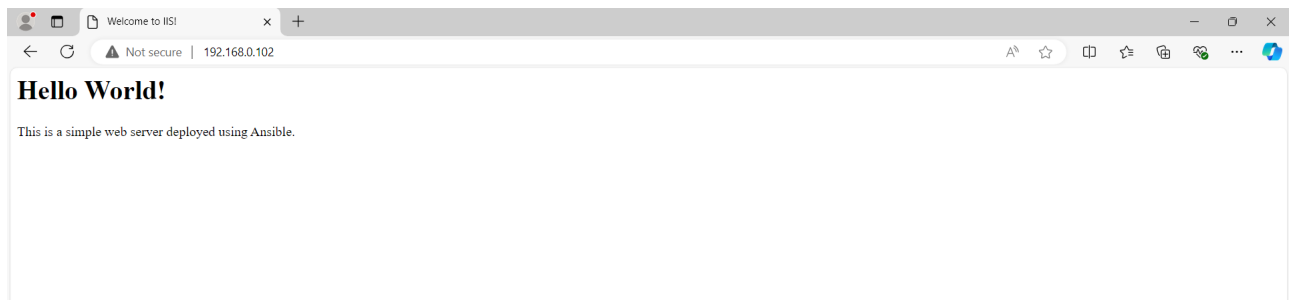 Welcome to IIS!
Not secure | 192.168.0.102
Hello World!
This is a simple web server deployed using Ansible.